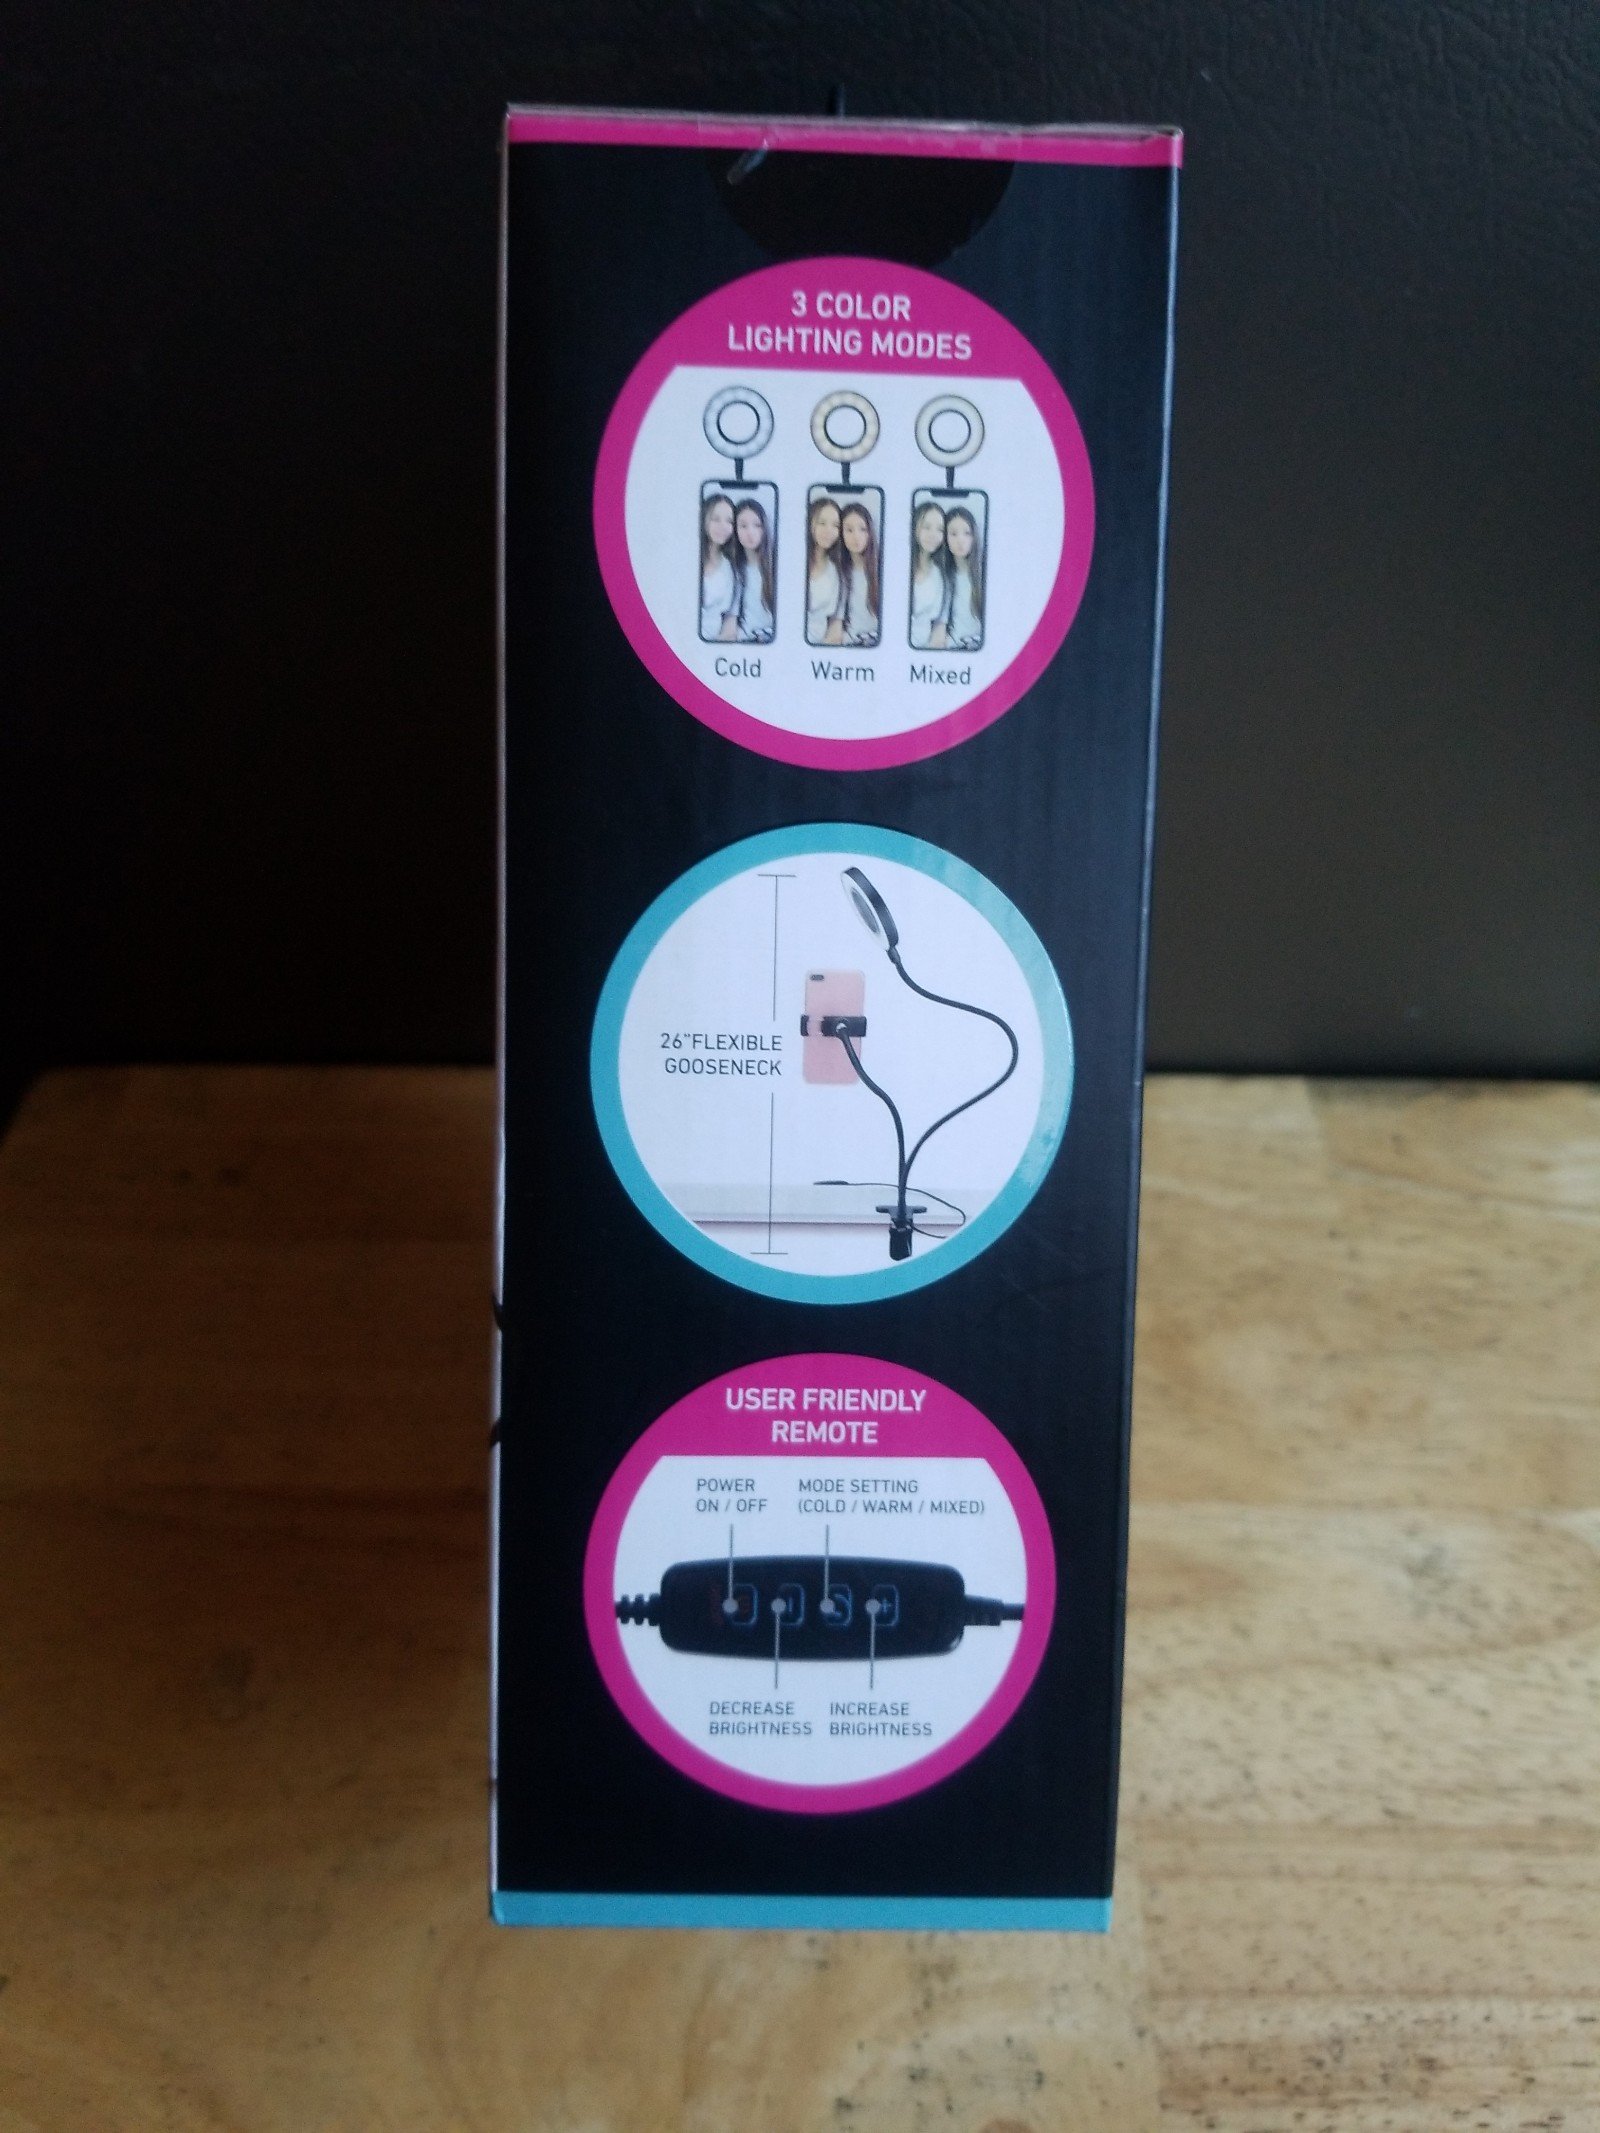 3 COLOR
LIGHTING MODES
Cold Warm Mixed
26"FLEXIBLE
GOOSENECK
USER FRIENDLY
REMOTE
POWER
ON / OFF
MODE SETTING
(COLD / WARM / MIXED)
DECREASE
BRIGHTNESS
INCREASE
BRIGHTNESS